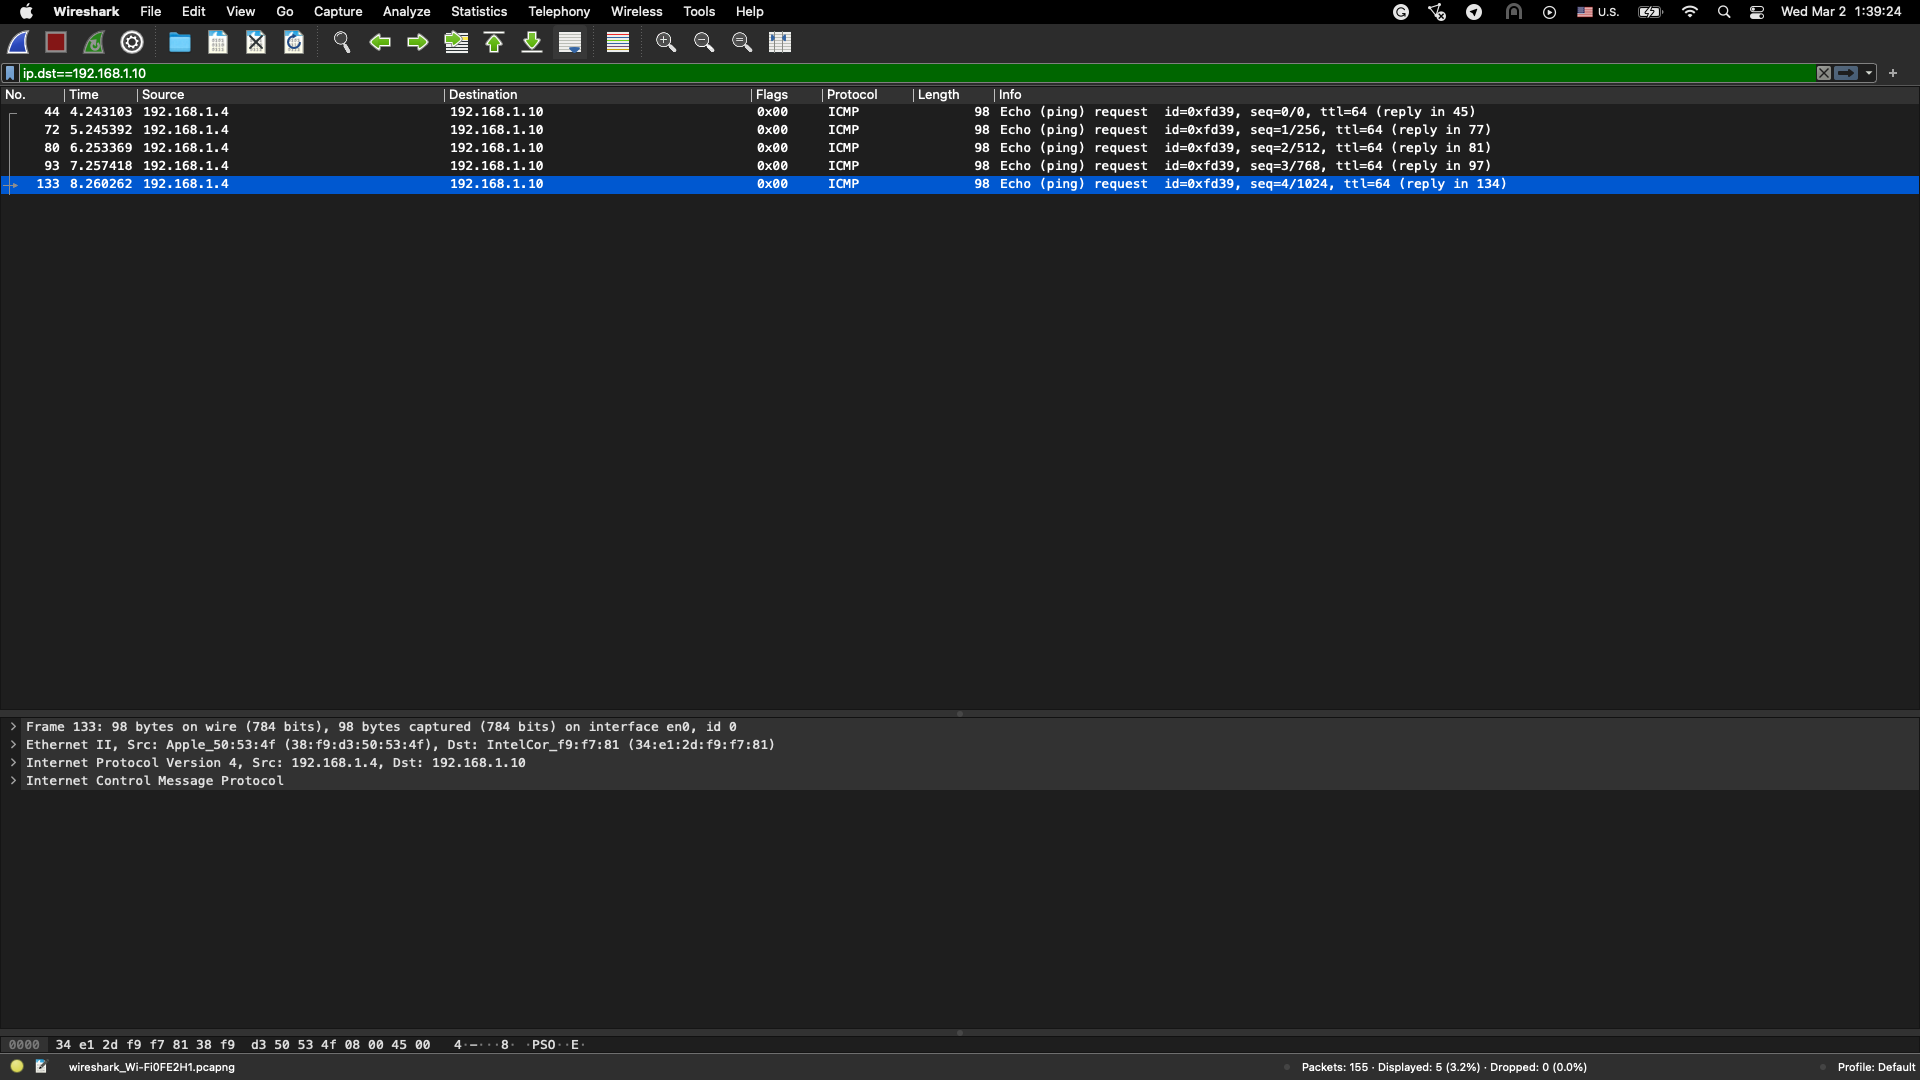 Wireshark File Edit View Go Capture Analyze Statistics Telephony Wireless Tools Help U.S. Wed Mar 2 1:39:24
ip.dst==192.168.1.10
No. Time Source Destination Flags Protocol Length Info
44 4.243103 192.168.1.4 192.168.1.10 0x00 ICMP 98 Echo (ping) request id=0xfd39, seq=0/0, ttl=64 (reply in 45)
72 5.245392 192.168.1.4 192.168.1.10 0x00 ICMP 98 Echo (ping) request id=0xfd39, seq=1/256, ttl=64 (reply in 77)
80 6.253369 192.168.1.4 192.168.1.10 0x00 ICMP 98 Echo (ping) request id=0xfd39, seq=2/512, ttl=64 (reply in 81)
93 7.257418 192.168.1.4 192.168.1.10 0x00 ICMP 98 Echo (ping) request id=0xfd39, seq=3/768, ttl=64 (reply in 97)
133 8.260262 192.168.1.4 192.168.1.10 0x00 ICMP 98 Echo (ping) request id=0xfd39, seq=4/1024, ttl=64 (reply in 134)
Frame 133: 98 bytes on wire (784 bits), 98 bytes captured (784 bits) on interface en0, id 0
Ethernet II, Src: Apple_50:53:4f (38:f9:d3:50:53:4f), Dst: IntelCor_f9:f7:81 (34:e1:2d:f9:f7:81)
Internet Protocol Version 4, Src: 192.168.1.4, Dst: 192.168.1.10
Internet Control Message Protocol
0000 34 e1 2d f9 f7 81 38 f9 d3 50 53 4f 08 00 45 00 4·-···8· ·PSO··E·
wireshark_Wi-Fi0FE2H1.pcapng Packets: 155 · Displayed: 5 (3.2%) · Dropped: 0 (0.0%) Profile: Default